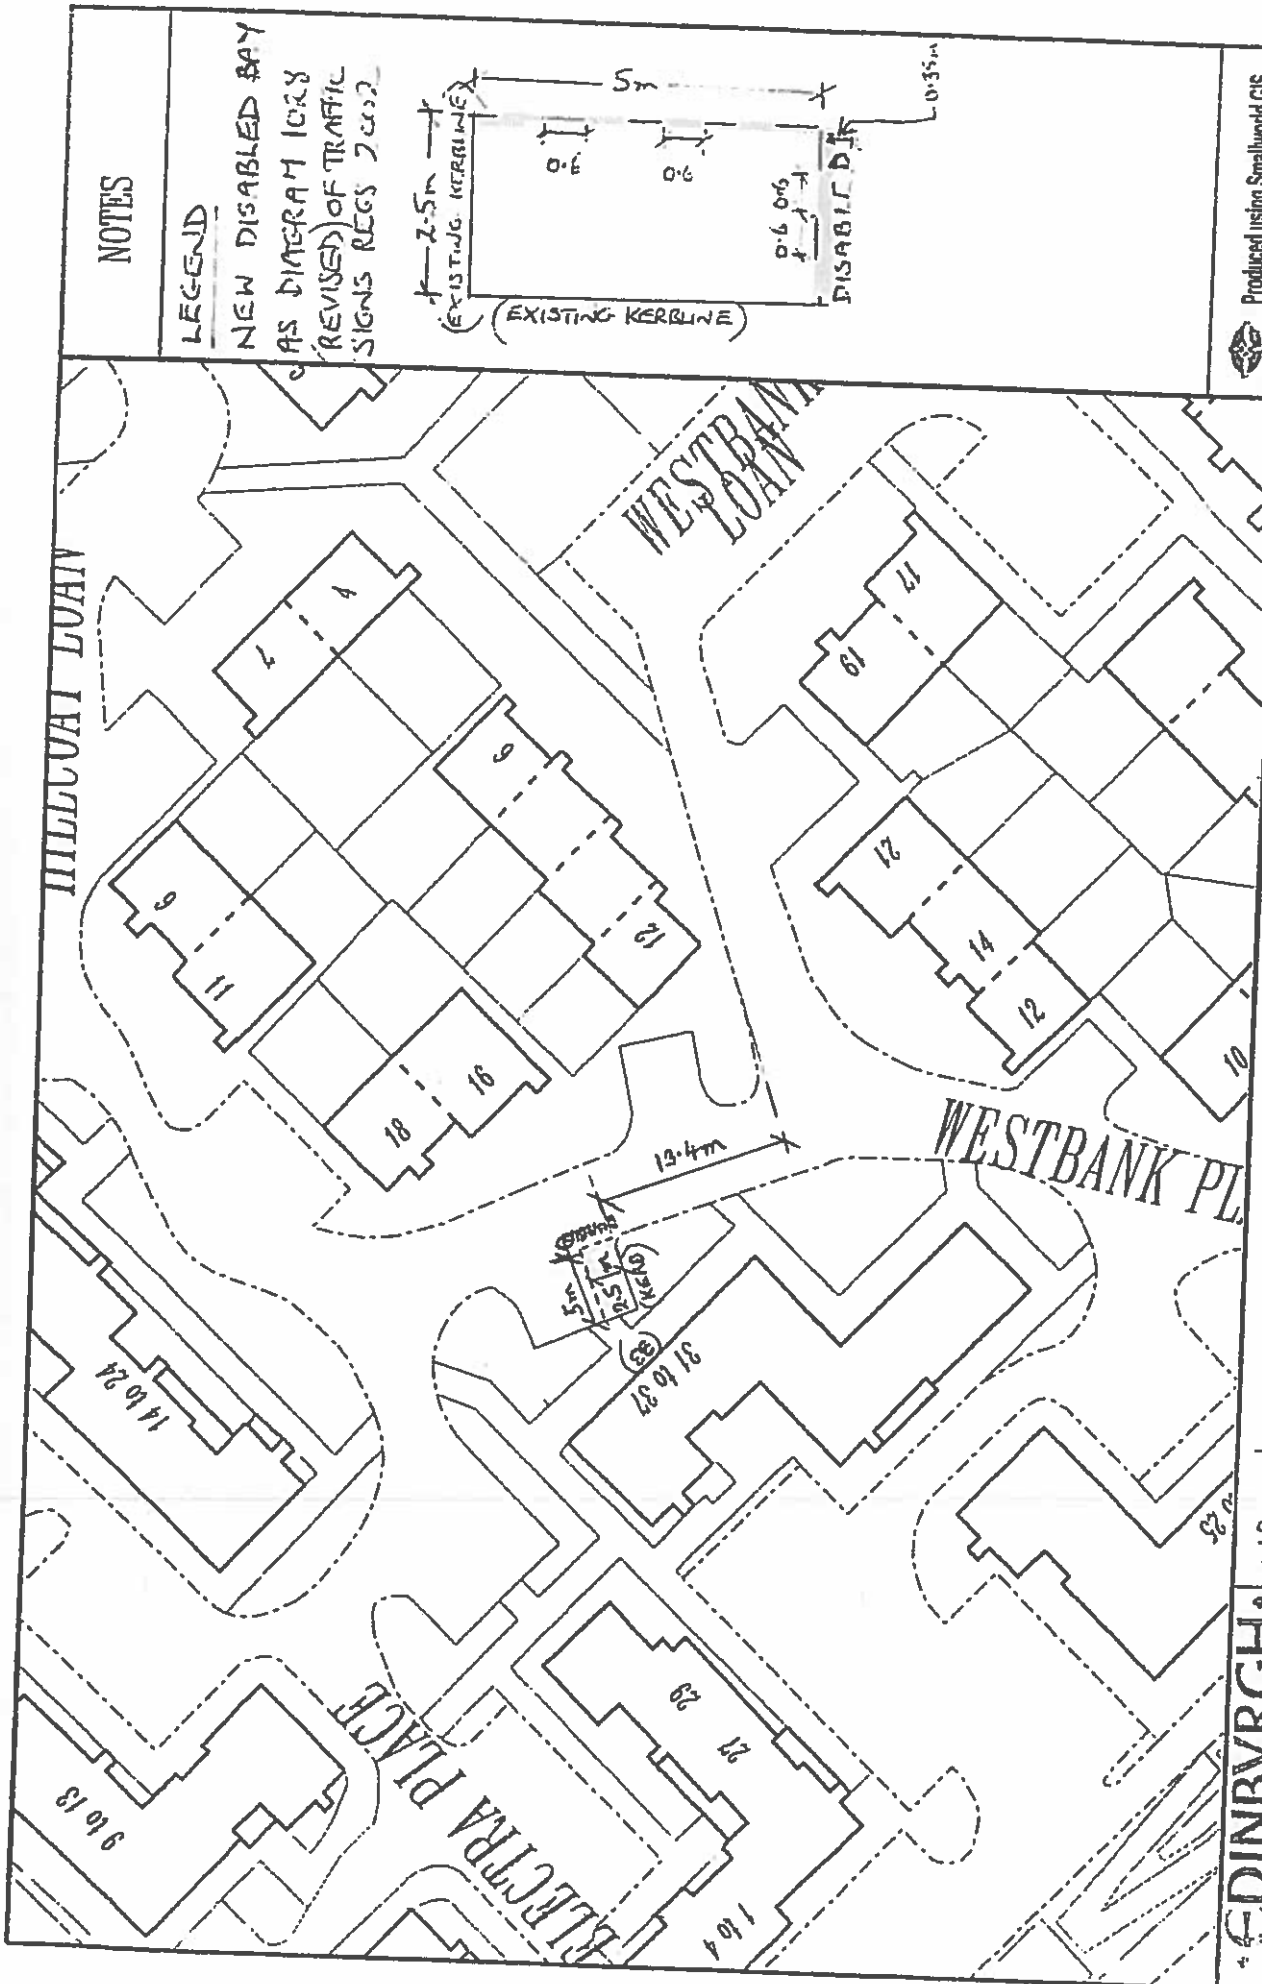 NOTES
LEGEND
NEW DISABLED BAY
AS DIAGRAM 1028
(REVISED) OF TRAFFIC
SIGNS REGS 2002
2.5m
(EXISTING KERBLINE)
5m
(EXISTING KERBLINE)
0.6
0.6
0.6 0.6
DISABLED
0.35m
Produced using Smallworld GIS
HILLCOAT LOAN
WESTBANK
LOAN
4
7
9
11
6
12
16
18
17
19
21
14
12
10
WESTBANK PL
13.4m
5m
2.5m
(33)
31 to 37
14 to 24
9 to 13
ELECTRA PLACE
29
27
1 to 4
25
EDINBVRGH